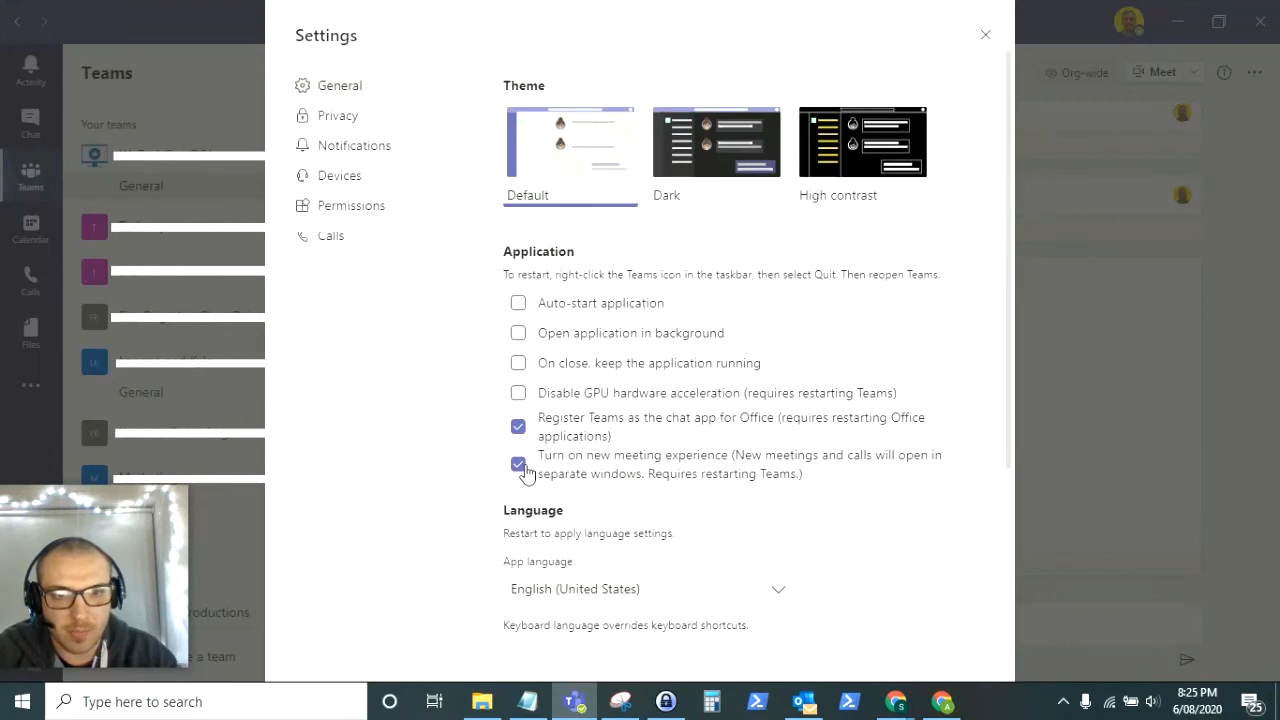 Settings
General
Privacy
Notifications
Devices
Permissions
Calls
Theme
Default
Dark
High contrast
Application
To restart, right-click the Teams icon in the taskbar, then select Quit. Then reopen Teams.
Auto-start application
Open application in background
On close, keep the application running
Disable GPU hardware acceleration (requires restarting Teams)
Register Teams as the chat app for Office (requires restarting Office
applications)
Turn on new meeting experience (New meetings and calls will open in
separate windows. Requires restarting Teams.)
Language
Restart to apply language settings.
App language
English (United States)
Keyboard language overrides keyboard shortcuts.
Activity
Chat
Teams
Calendar
Calls
Files
Teams
Your teams
General
T
General
Org-wide
Meet
Type here to search
8:25 PM
6/08/2020
25